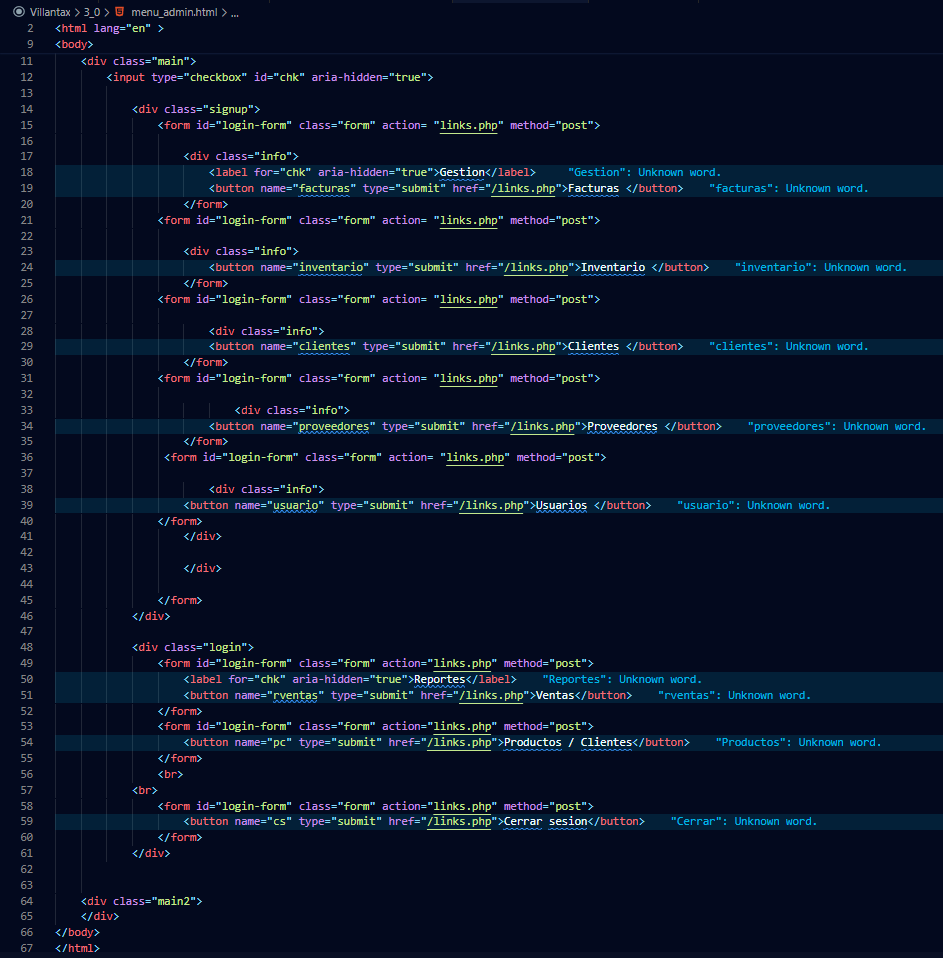 Villantax > 3_0 > menu_admin.html > ...
2 <html lang="en" >
9 <body>
11 <div class="main">
12 <input type="checkbox" id="chk" aria-hidden="true">
13
14 <div class="signup">
15 <form id="login-form" class="form" action= "links.php" method="post">
16
17 <div class="info">
18 <label for="chk" aria-hidden="true">Gestion</label> "Gestion": Unknown word.
19 <button name="facturas" type="submit" href="/links.php">Facturas </button> "facturas": Unknown word.
20 </form>
21 <form id="login-form" class="form" action= "links.php" method="post">
22
23 <div class="info">
24 <button name="inventario" type="submit" href="/links.php">Inventario </button> "inventario": Unknown word.
25 </form>
26 <form id="login-form" class="form" action= "links.php" method="post">
27
28 <div class="info">
29 <button name="clientes" type="submit" href="/links.php">Clientes </button> "clientes": Unknown word.
30 </form>
31 <form id="login-form" class="form" action= "links.php" method="post">
32
33 <div class="info">
34 <button name="proveedores" type="submit" href="/links.php">Proveedores </button> "proveedores": Unknown word.
35 </form>
36 <form id="login-form" class="form" action= "links.php" method="post">
37
38 <div class="info">
39 <button name="usuario" type="submit" href="/links.php">Usuarios </button> "usuario": Unknown word.
40 </form>
41 </div>
42
43 </div>
44
45 </form>
46 </div>
47
48 <div class="login">
49 <form id="login-form" class="form" action="links.php" method="post">
50 <label for="chk" aria-hidden="true">Reportes</label> "Reportes": Unknown word.
51 <button name="rventas" type="submit" href="/links.php">Ventas</button> "rventas": Unknown word.
52 </form>
53 <form id="login-form" class="form" action="links.php" method="post">
54 <button name="pc" type="submit" href="/links.php">Productos / Clientes</button> "Productos": Unknown word.
55 </form>
56 <br>
57 <br>
58 <form id="login-form" class="form" action="links.php" method="post">
59 <button name="cs" type="submit" href="/links.php">Cerrar sesion</button> "Cerrar": Unknown word.
60 </form>
61 </div>
62
63
64 <div class="main2">
65 </div>
66 </body>
67 </html>